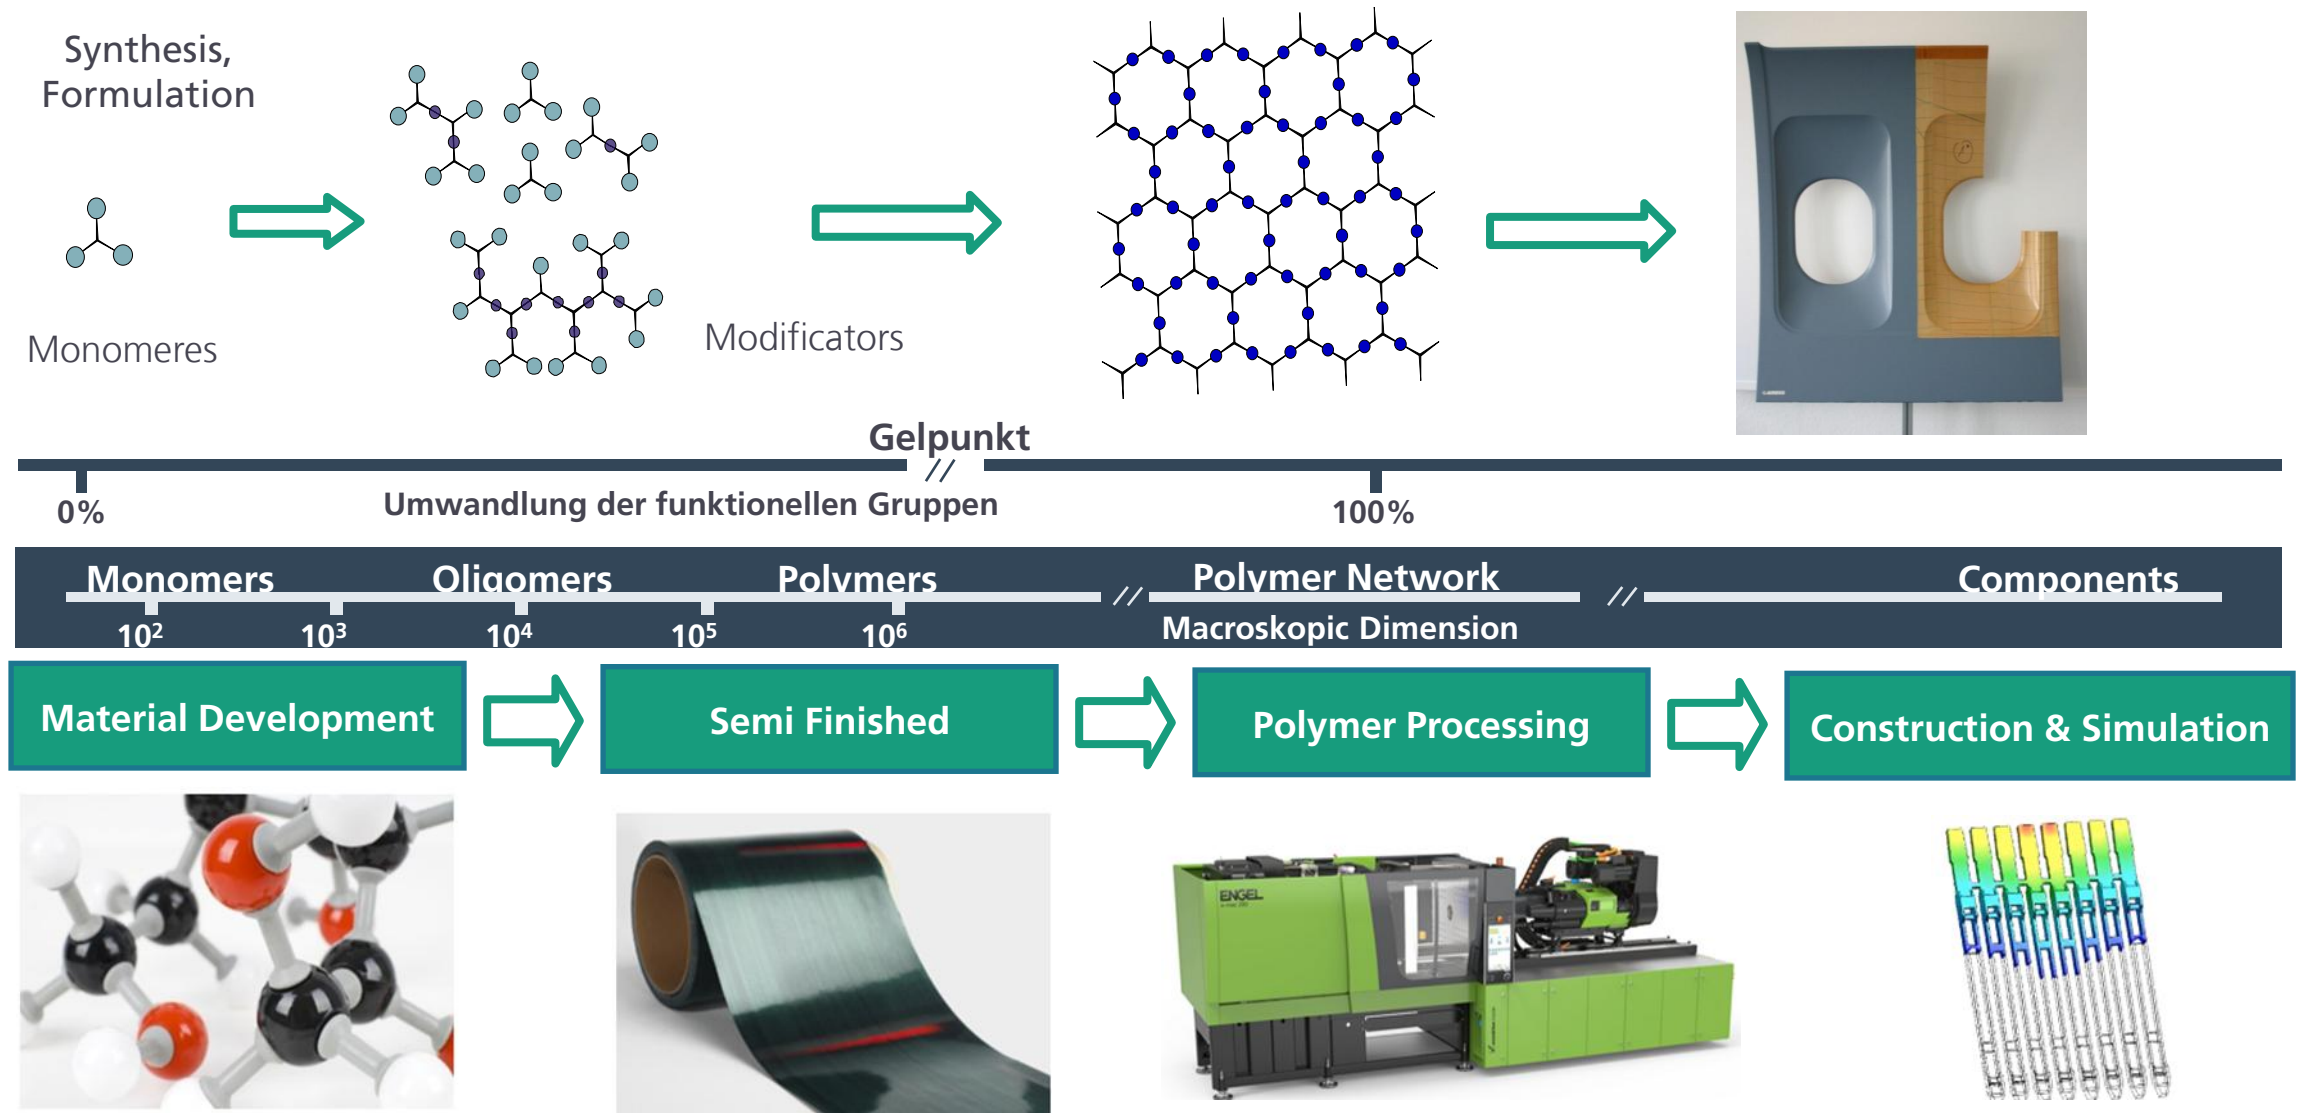 Synthesis,
Formulation
Monomeres
Modificators
Gelpunkt
0%
Umwandlung der funktionellen Gruppen
100%
Monomers
Oligomers
Polymers
Polymer Network
Components
10²
10³
10⁴
10⁵
10⁶
Macroskopic Dimension
Material Development
Semi Finished
Polymer Processing
Construction & Simulation
ENGEL